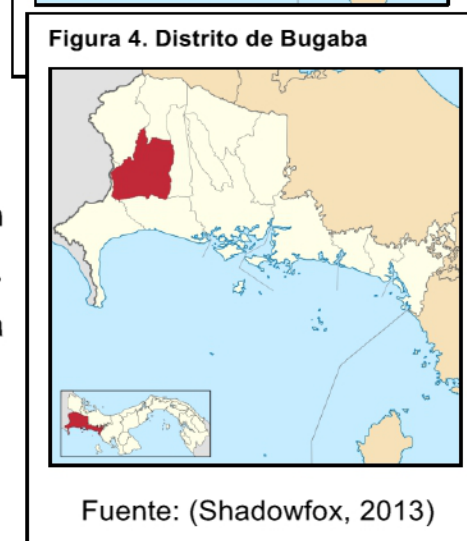 Figura 4. Distrito de Bugaba
Fuente: (Shadowfox, 2013)